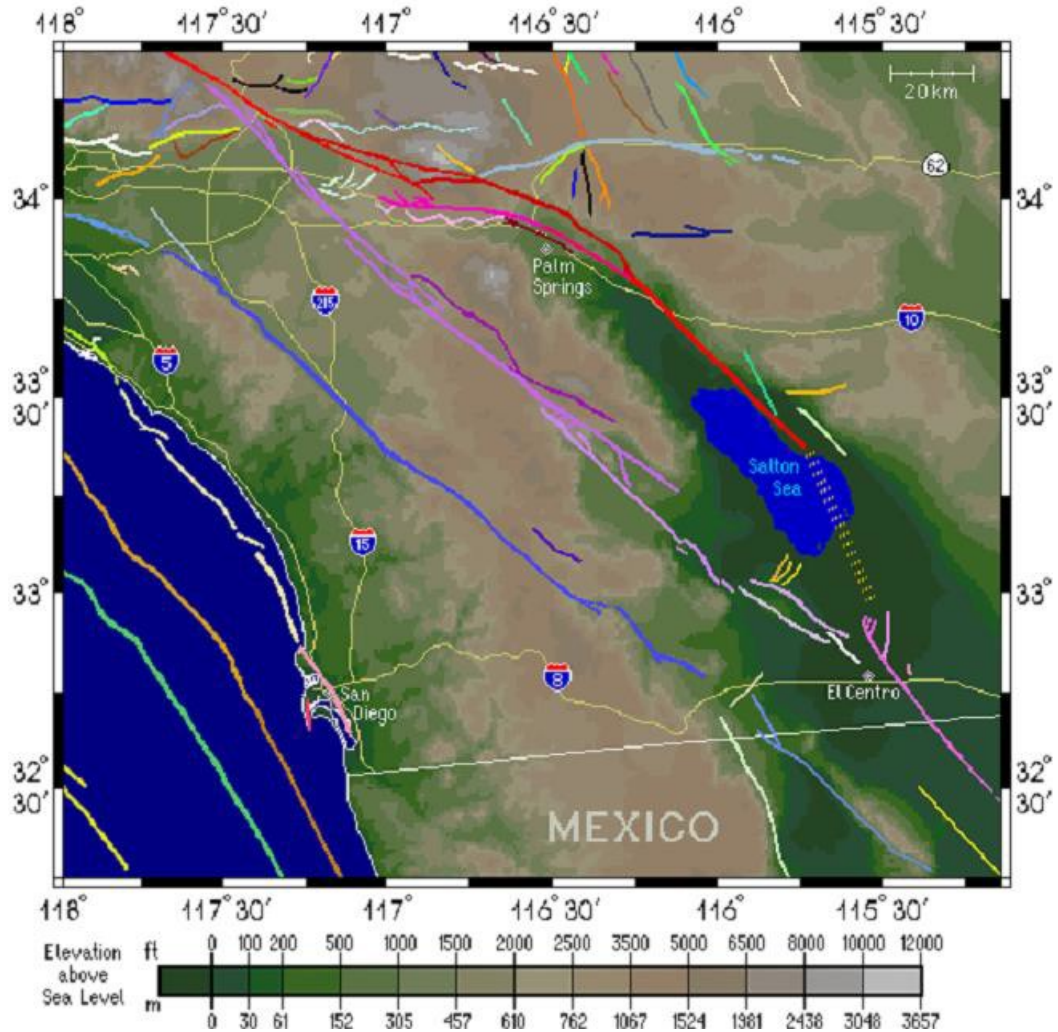 118° 117° 30' 117° 116° 30' 116° 115° 30'
20 km
62
34° 34°
Palm
Springs
215
10
5
33° 33°
30' 30'
Salton
Sea
15
33° 33°
8
San
Diego
El Centro
32° 32°
30' 30'
MEXICO
118° 117° 30' 117° 116° 30' 116° 115° 30'
Elevation ft 0 100 200 500 1000 1500 2000 2500 3500 5000 6500 8000 10000 12000
above
Sea Level m 0 30 61 152 305 457 610 762 1067 1524 1981 2438 3048 3657